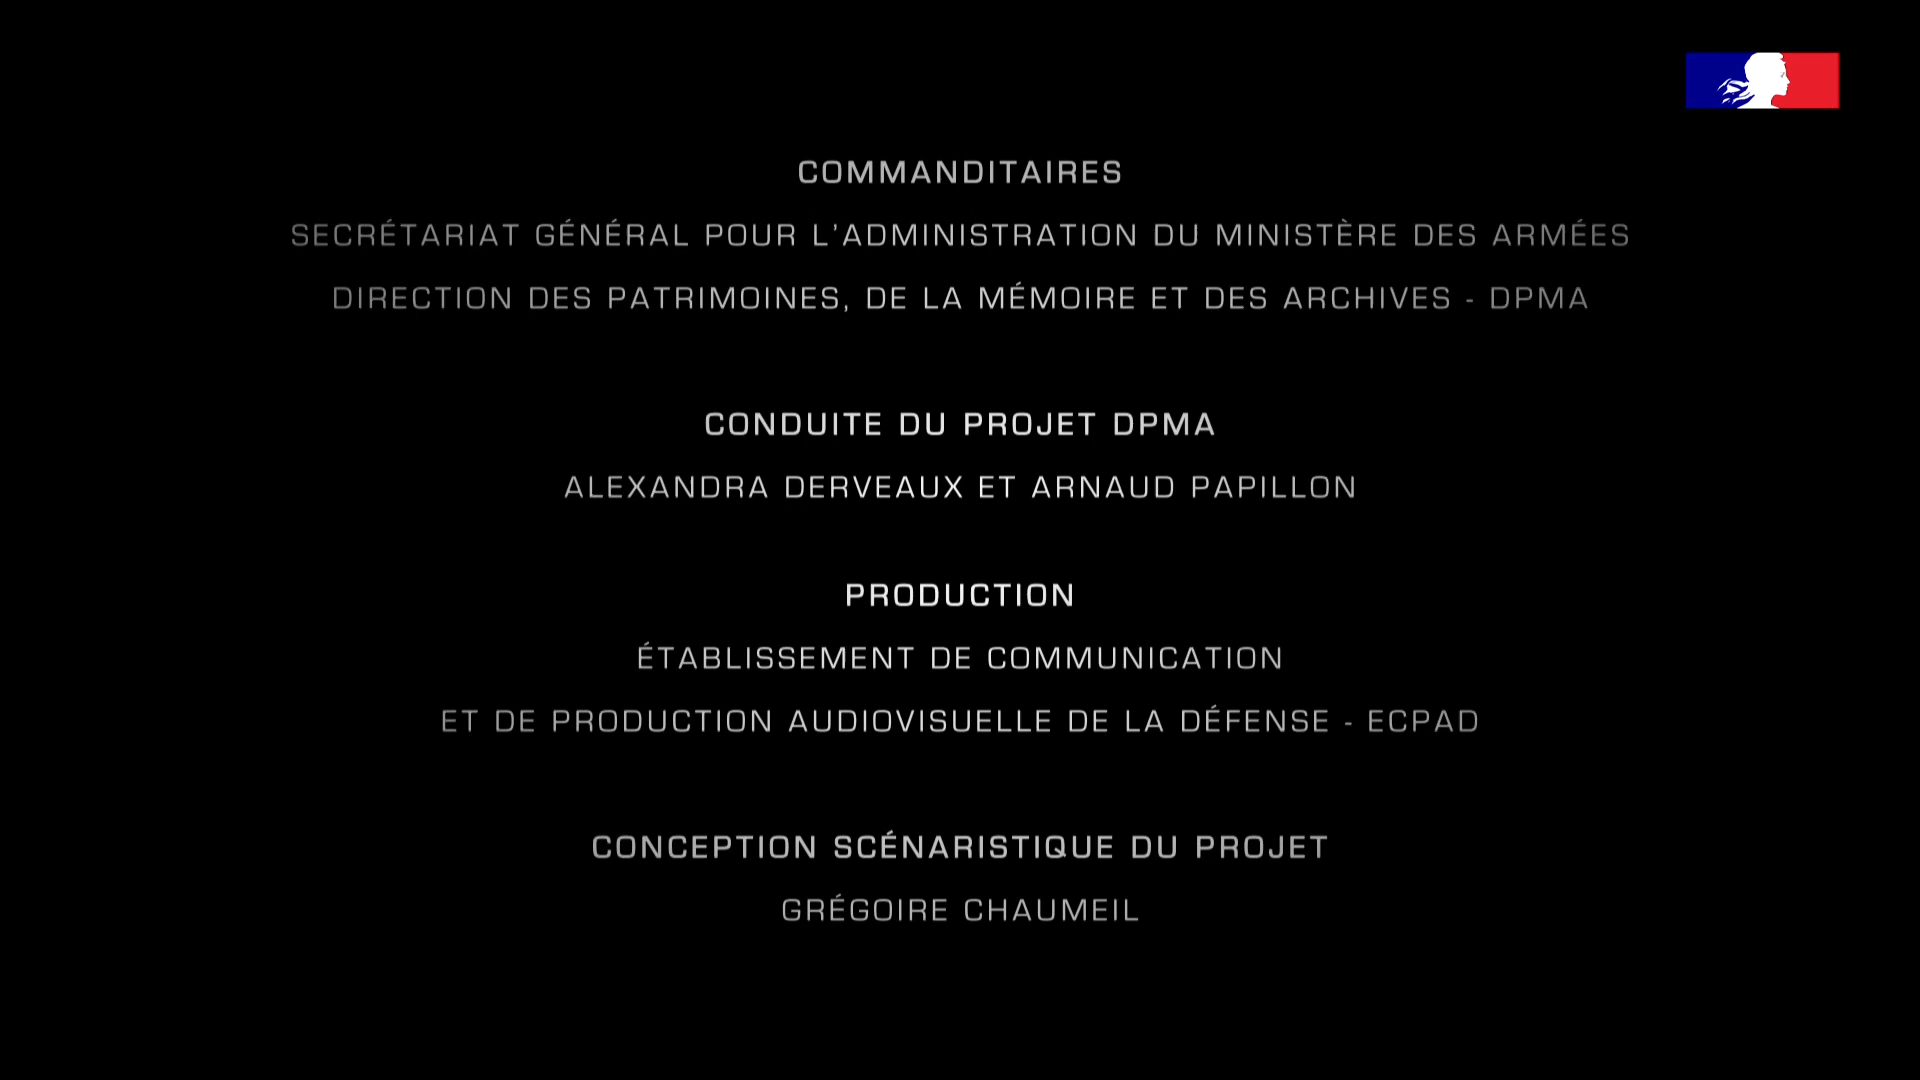 COMMANDITAIRES
SECRÉTARIAT GÉNÉRAL POUR L’ADMINISTRATION DU MINISTÈRE DES ARMÉES
DIRECTION DES PATRIMOINES, DE LA MÉMOIRE ET DES ARCHIVES - DPMA
CONDUITE DU PROJET DPMA
ALEXANDRA DERVEAUX ET ARNAUD PAPILLON
PRODUCTION
ÉTABLISSEMENT DE COMMUNICATION
ET DE PRODUCTION AUDIOVISUELLE DE LA DÉFENSE - ECPAD
CONCEPTION SCÉNARISTIQUE DU PROJET
GRÉGOIRE CHAUMEIL